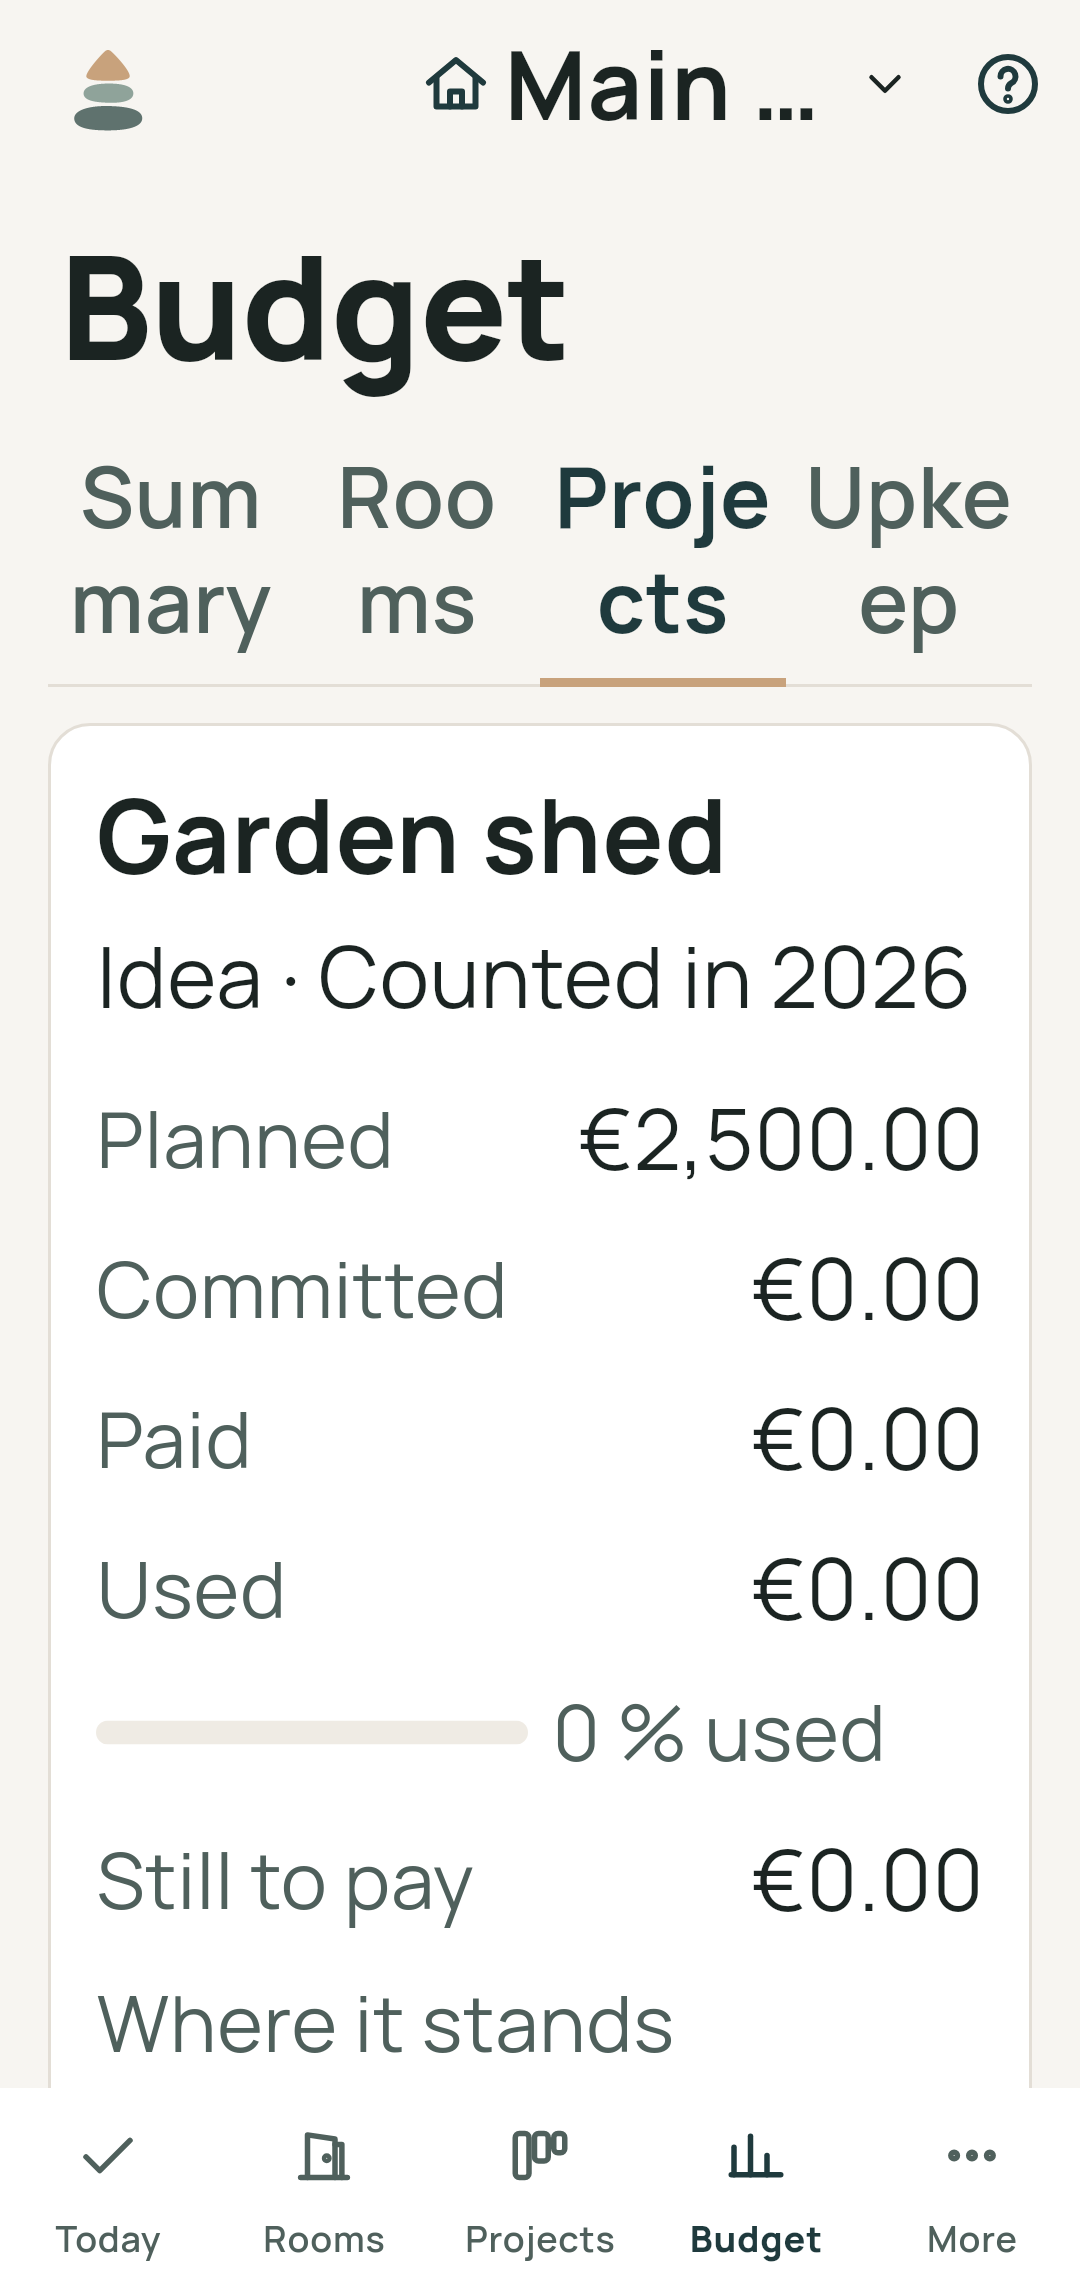 Main ...
Budget
Sum
mary
Roo
ms
Proje
cts
Upke
ep
Garden shed
Idea · Counted in 2026
Planned €2,500.00
Committed €0.00
Paid €0.00
Used €0.00
0 % used
Still to pay €0.00
Where it stands
Today Rooms Projects Budget More